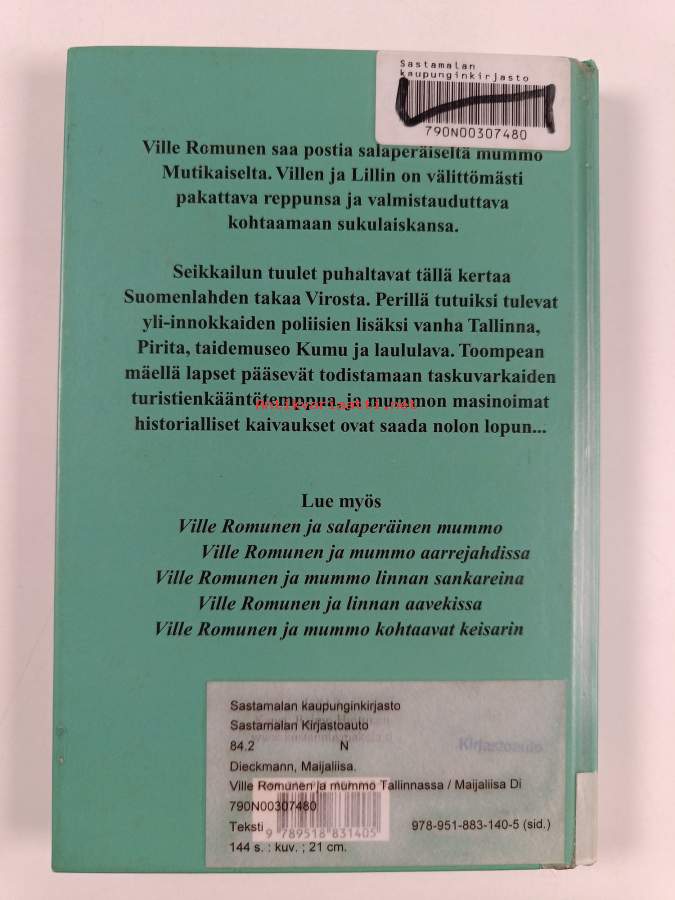 Sastamalan
kaupunginkirjasto
790N00307480
Ville Romunen saa postia salaperäiseltä mummo
Mutikaiselta. Villen ja Lillin on välittömästi
pakattava reppunsa ja valmistauduttava
kohtaamaan sukulaiskansa.
Seikkailun tuulet puhaltavat tällä kertaa
Suomenlahden takaa Virosta. Perillä tutuiksi tulevat
yli-innokkaiden poliisien lisäksi vanha Tallinna,
Pirita, taidemuseo Kumu ja laululava. Toompean
mäellä lapset pääsevät todistamaan taskuvarkaiden
turistienkääntötemppua, ja mummon masinoimat
antikvariaatti.net
historialliset kaivaukset ovat saada nolon lopun...
Lue myös
Ville Romunen ja salaperäinen mummo
Ville Romunen ja mummo aarrejahdissa
Ville Romunen ja mummo linnan sankareina
Ville Romunen ja linnan aavekissa
Ville Romunen ja mummo kohtaavat keisarin
Sastamalan kaupunginkirjasto
Sastamalan Kirjastoauto
84.2 N
Kirjastoauto
Dieckmann, Maijaliisa.
Ville Romunen ja mummo Tallinnassa / Maijaliisa Di
790N00307480
Teksti 978-951-883-140-5 (sid.)
9 789518 831405
144 s. : kuv. ; 21 cm.